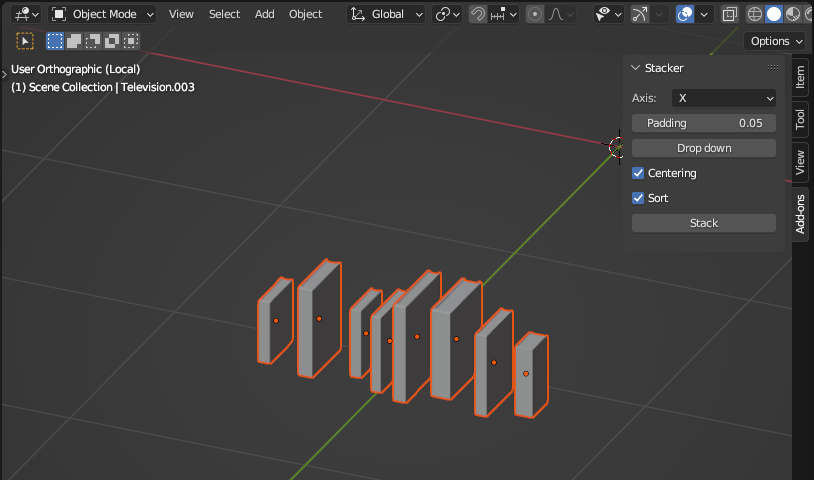 Object Mode View Select Add Object Global
Options
User Orthographic (Local)
(1) Scene Collection | Television.003
Stacker
Axis: X
Padding 0.05
Drop down
Centering
Sort
Stack
Item
Tool
View
Add-ons